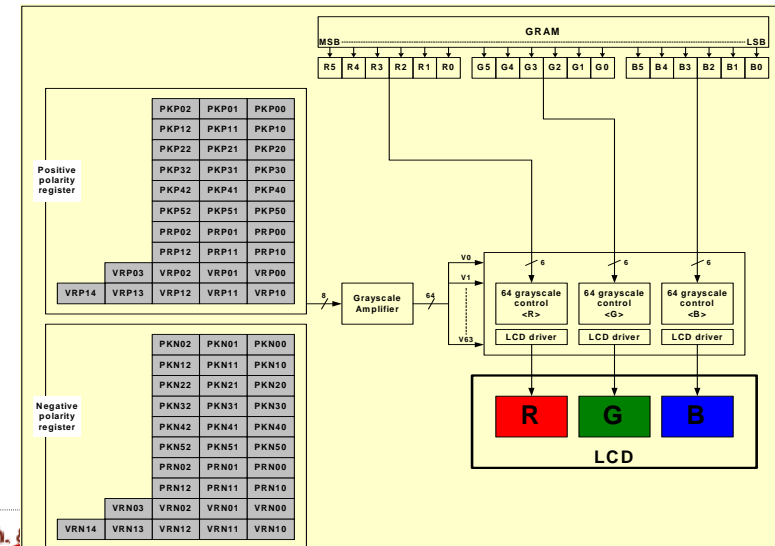 GRAM
MSB LSB
R5 R4 R3 R2 R1 R0 G5 G4 G3 G2 G1 G0 B5 B4 B3 B2 B1 B0
Positive
polarity
register
PKP02 PKP01 PKP00
PKP12 PKP11 PKP10
PKP22 PKP21 PKP20
PKP32 PKP31 PKP30
PKP42 PKP41 PKP40
PKP52 PKP51 PKP50
PRP02 PRP01 PRP00
PRP12 PRP11 PRP10
VRP03 VRP02 VRP01 VRP00
VRP14 VRP13 VRP12 VRP11 VRP10
8
Grayscale
Amplifier
64
V0
V1
V63
6 6 6
64 grayscale
control
<R>
64 grayscale
control
<G>
64 grayscale
control
<B>
LCD driver LCD driver LCD driver
R G B
LCD
Negative
polarity
register
PKN02 PKN01 PKN00
PKN12 PKN11 PKN10
PKN22 PKN21 PKN20
PKN32 PKN31 PKN30
PKN42 PKN41 PKN40
PKN52 PKN51 PKN50
PRN02 PRN01 PRN00
PRN12 PRN11 PRN10
VRN03 VRN02 VRN01 VRN00
VRN14 VRN13 VRN12 VRN11 VRN10